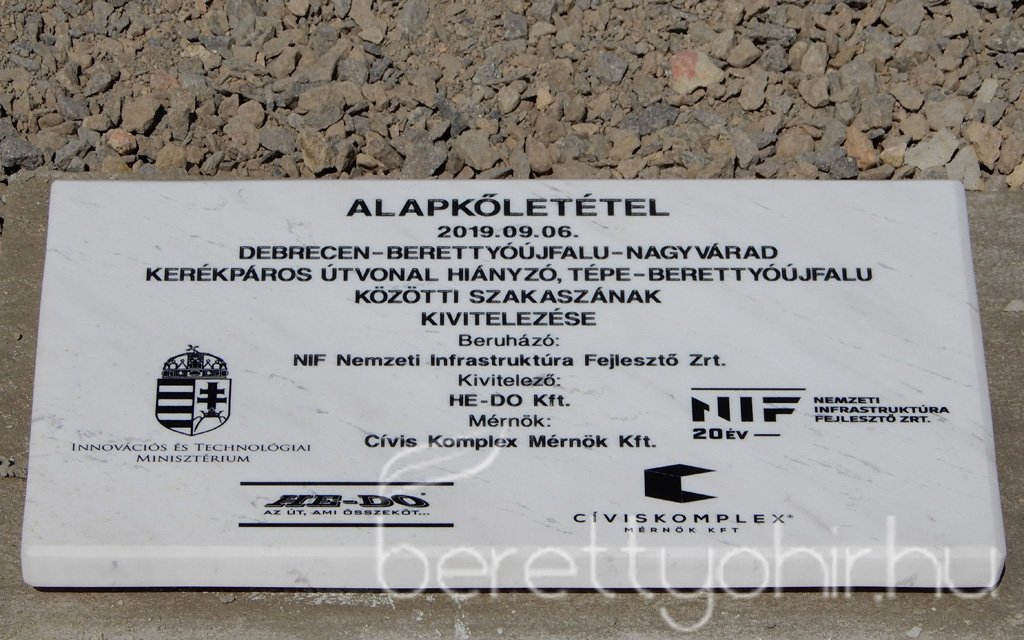 ALAPKŐLETÉTEL
2019.09.06.
DEBRECEN-BERETTYÓÚJFALU-NAGYVÁRAD
KERÉKPÁROS ÚTVONAL HIÁNYZÓ, TÉPE-BERETTYÓÚJFALU
KÖZÖTTI SZAKASZÁNAK
KIVITELEZÉSE
Beruházó:
NIF Nemzeti Infrastruktúra Fejlesztő Zrt.
Kivitelező:
HE-DO Kft.
Mérnök:
Cívis Komplex Mérnök Kft.
INNOVÁCIÓS ÉS TECHNOLÓGIAI
MINISZTÉRIUM
NIF
20 ÉV
NEMZETI
INFRASTRUKTÚRA
FEJLESZTŐ ZRT.
HE-DO®
AZ ÚT, AMI ÖSSZEKÖT...
CÍVISKOMPLEX®
MÉRNÖK KFT
berettyohir.hu